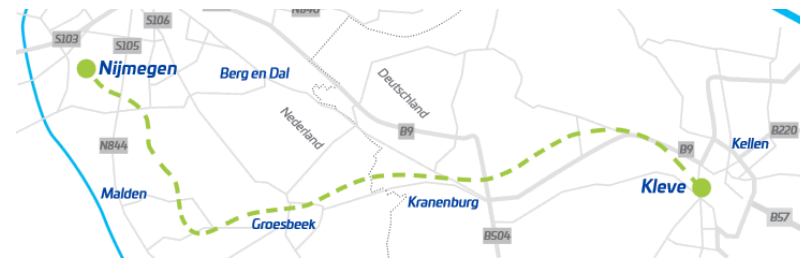 S106
S103
S105
Nijmegen
Berg en Dal
Deutschland
Nederland
B9
B220
N844
B9
Kellen
Malden
Kleve
Kranenburg
Groesbeek
B57
B504